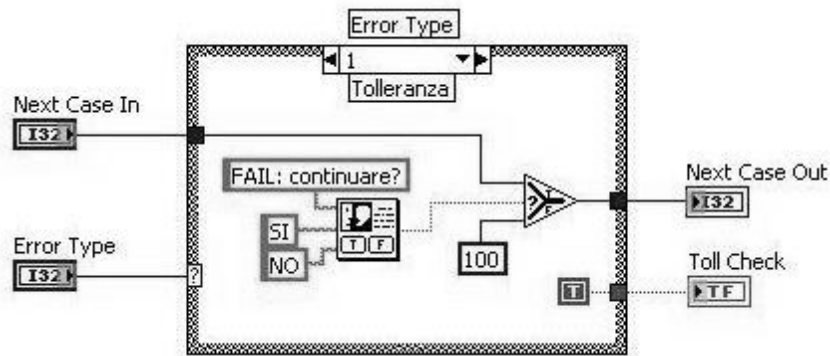 Error Type
1
Tolleranza
Next Case In
I32
FAIL: continuare?
SI
NO
T F
?
T
F
100
Next Case Out
I32
Error Type
I32
?
T
Toll Check
TF